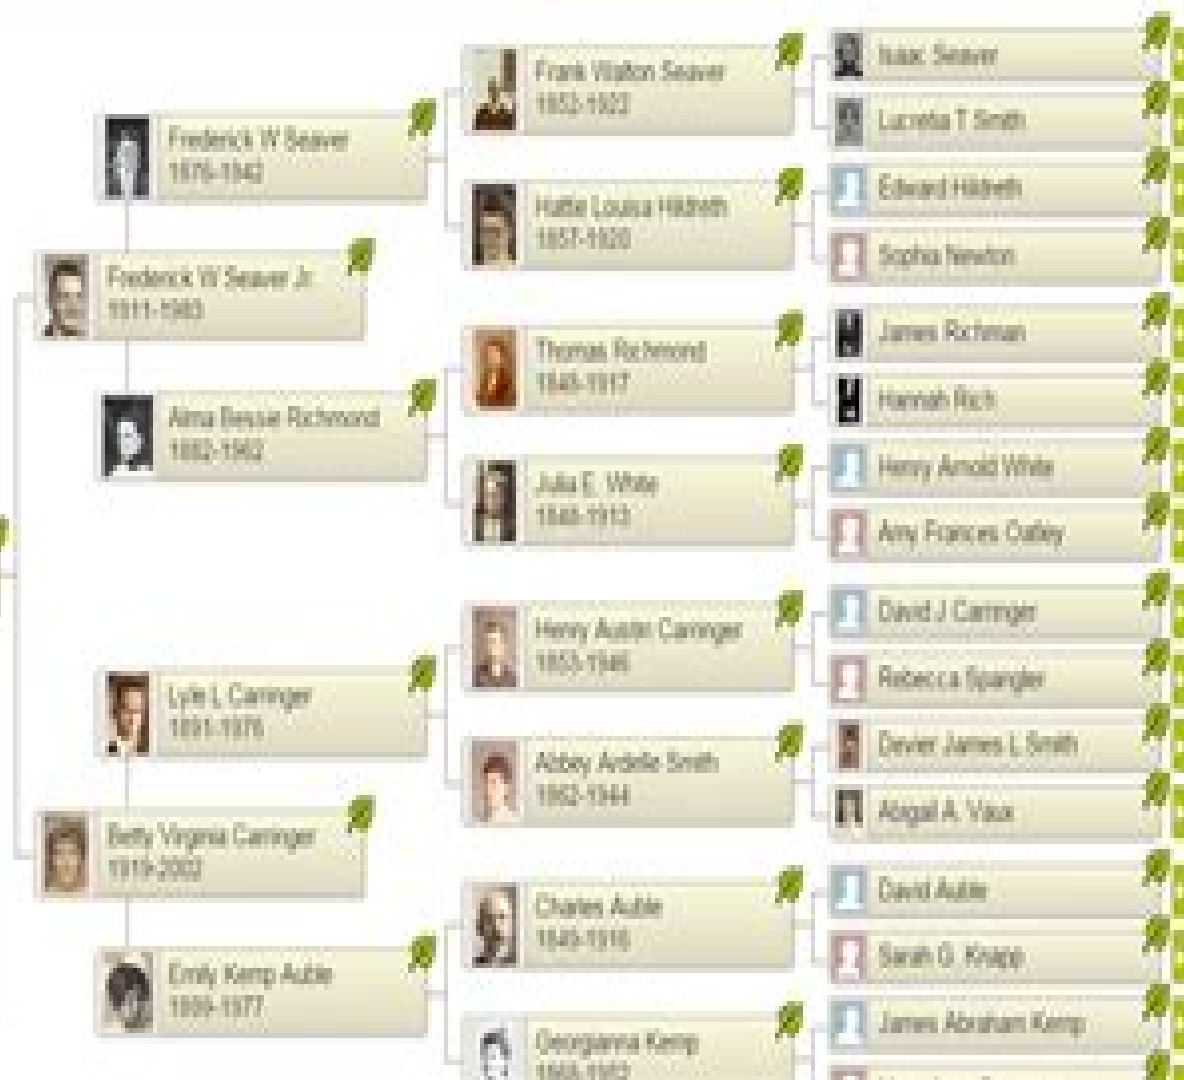 Frank Walton Seaver
1852-1922
Isaac Seaver
Lucretia T Smith
Frederick W Seaver
1876-1942
Hattie Louisa Hildreth
1857-1920
Edward Hildreth
Sophia Newton
Frederick W Seaver Jr.
1911-1983
Thomas Richmond
1848-1917
James Richman
Hannah Rich
Alma Bessie Richmond
1882-1962
Julia E. White
1848-1913
Henry Arnold White
Amy Frances Oatley
Henry Austin Carringer
1853-1946
David J Carringer
Rebecca Spangler
Lyle L Carringer
1891-1976
Abbey Ardelle Smith
1862-1944
Devier James L Smith
Abigail A. Vaux
Betty Virginia Carringer
1919-2002
Charles Auble
1849-1916
David Auble
Sarah G. Knapp
Emily Kemp Auble
1899-1977
Georgianna Kemp
1868-1952
James Abraham Kemp